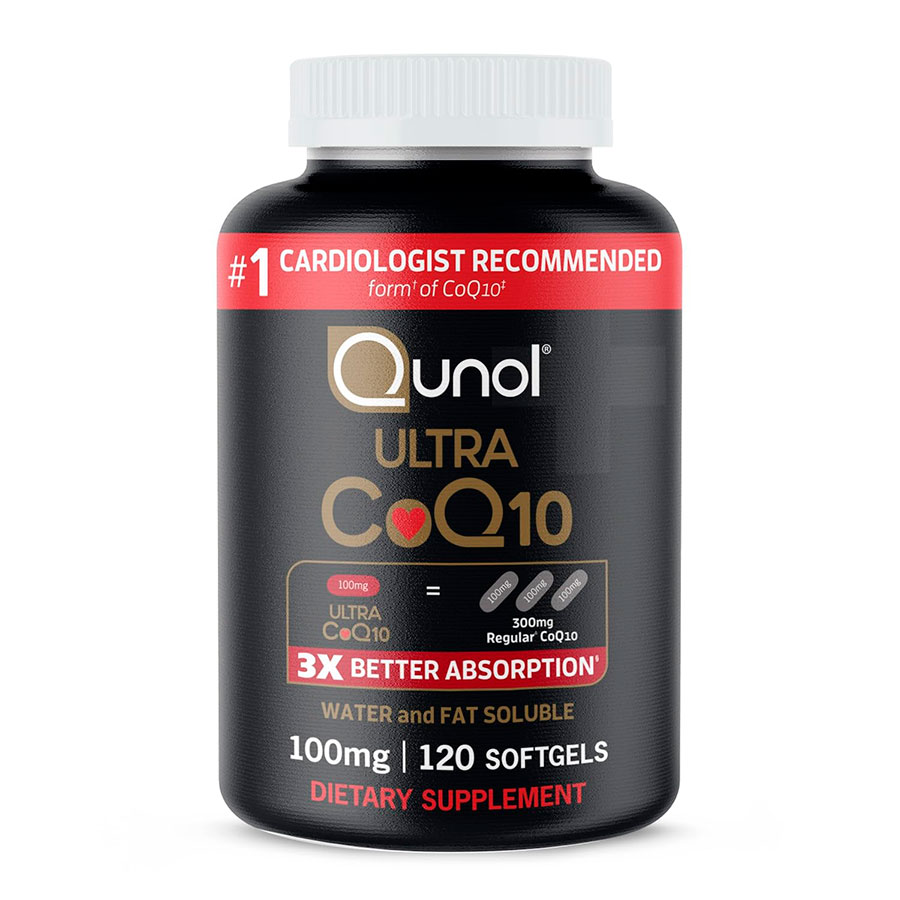 #1 CARDIOLOGIST RECOMMENDED
form† of CoQ10‡
Qunol®
ULTRA
CoQ10
100mg = 100mg 100mg 100mg
ULTRA
CoQ10
300mg
Regular§ CoQ10
3X BETTER ABSORPTION§
WATER and FAT SOLUBLE
100mg | 120 SOFTGELS
DIETARY SUPPLEMENT